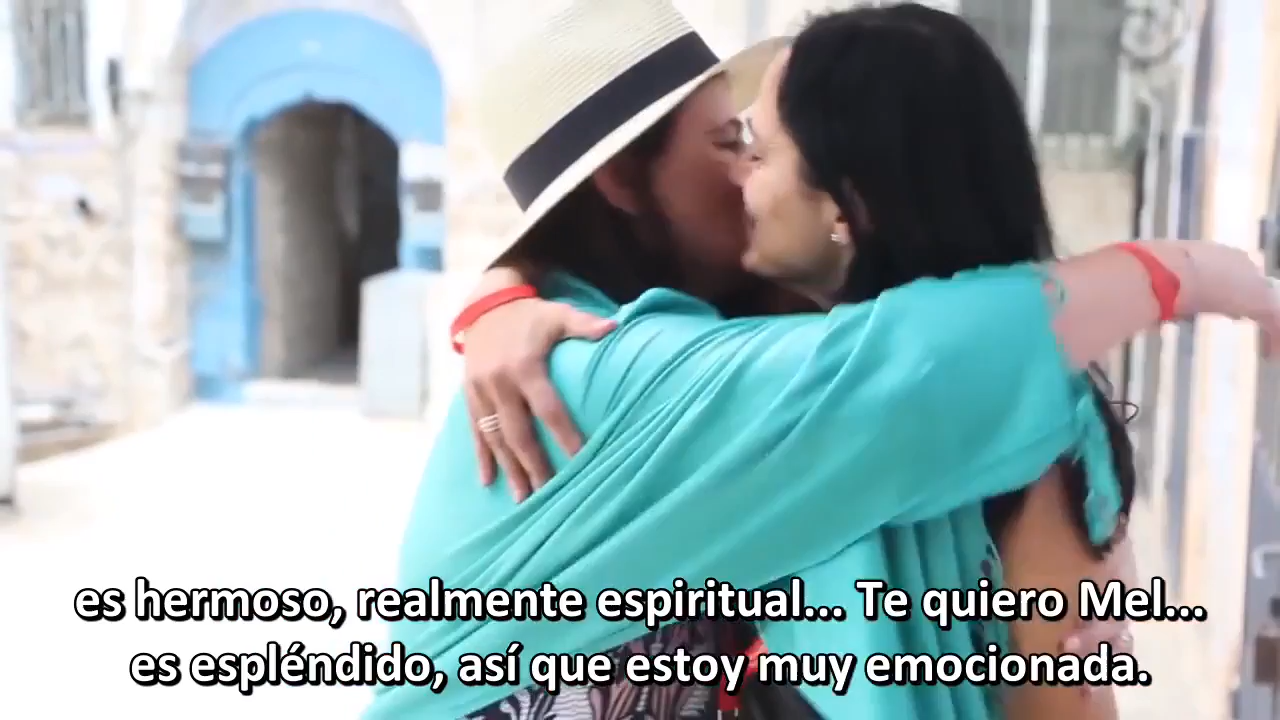 es hermoso, realmente espiritual... Te quiero Mel...
es espléndido, así que estoy muy emocionada.